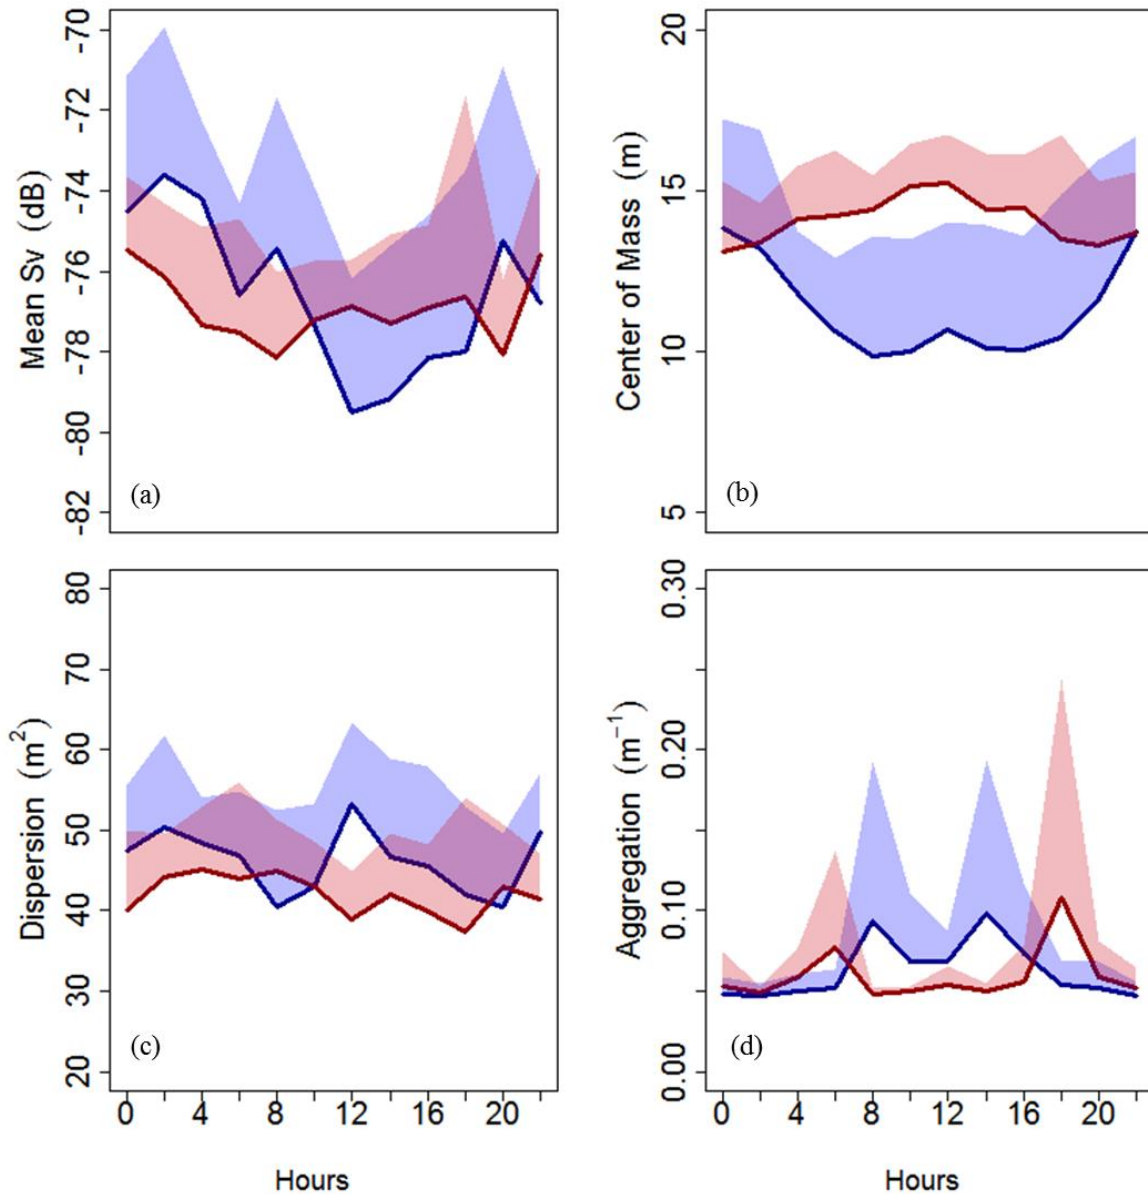 Mean Sv (dB)
-70
-72
-74
-76
-78
-80
-82
(a)
Center of Mass (m)
20
15
10
5
(b)
Dispersion (m²)
80
70
60
50
40
30
20
(c)
0 4 8 12 16 20
Hours
Aggregation (m⁻¹)
0.30
0.20
0.10
0.00
(d)
0 4 8 12 16 20
Hours